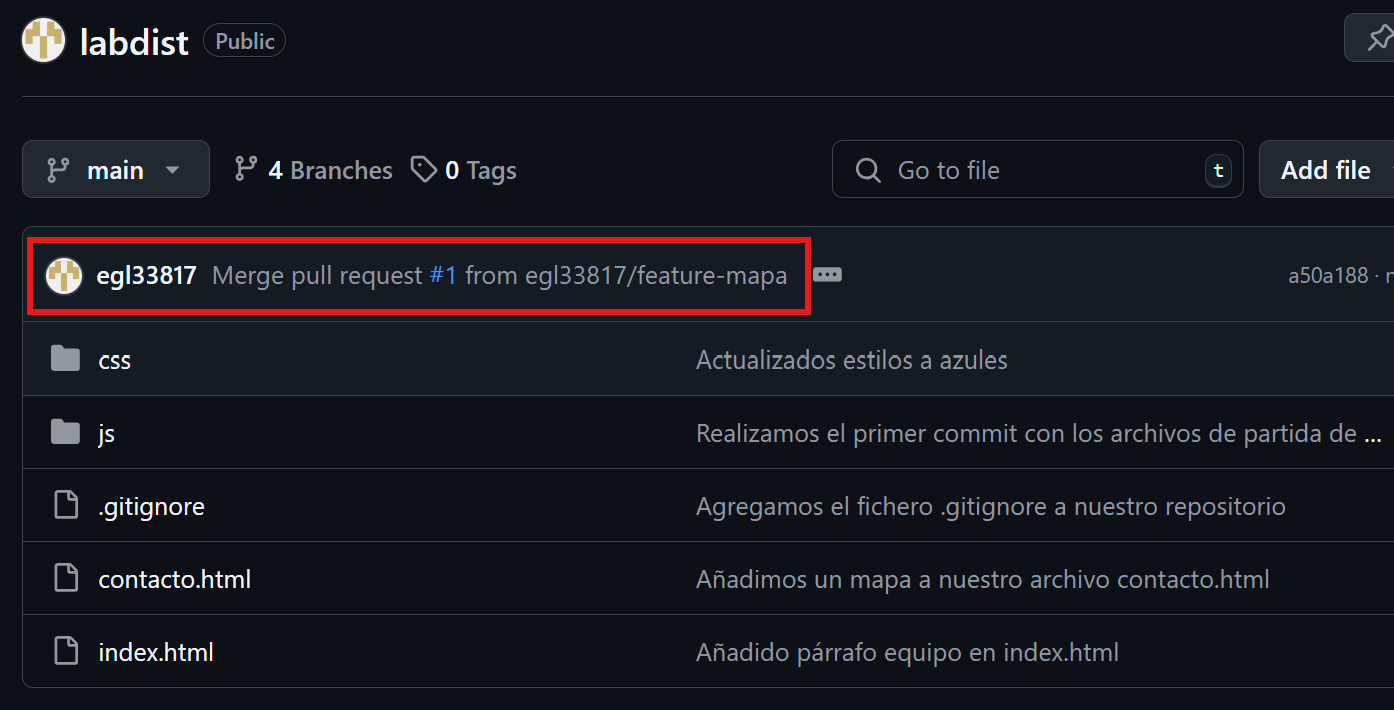 labdist Public
main 4 Branches 0 Tags Go to file t Add file
egl33817 Merge pull request #1 from egl33817/feature-mapa a50a188 ·
css Actualizados estilos a azules
js Realizamos el primer commit con los archivos de partida de ...
.gitignore Agregamos el fichero .gitignore a nuestro repositorio
contacto.html Añadimos un mapa a nuestro archivo contacto.html
index.html Añadido párrafo equipo en index.html